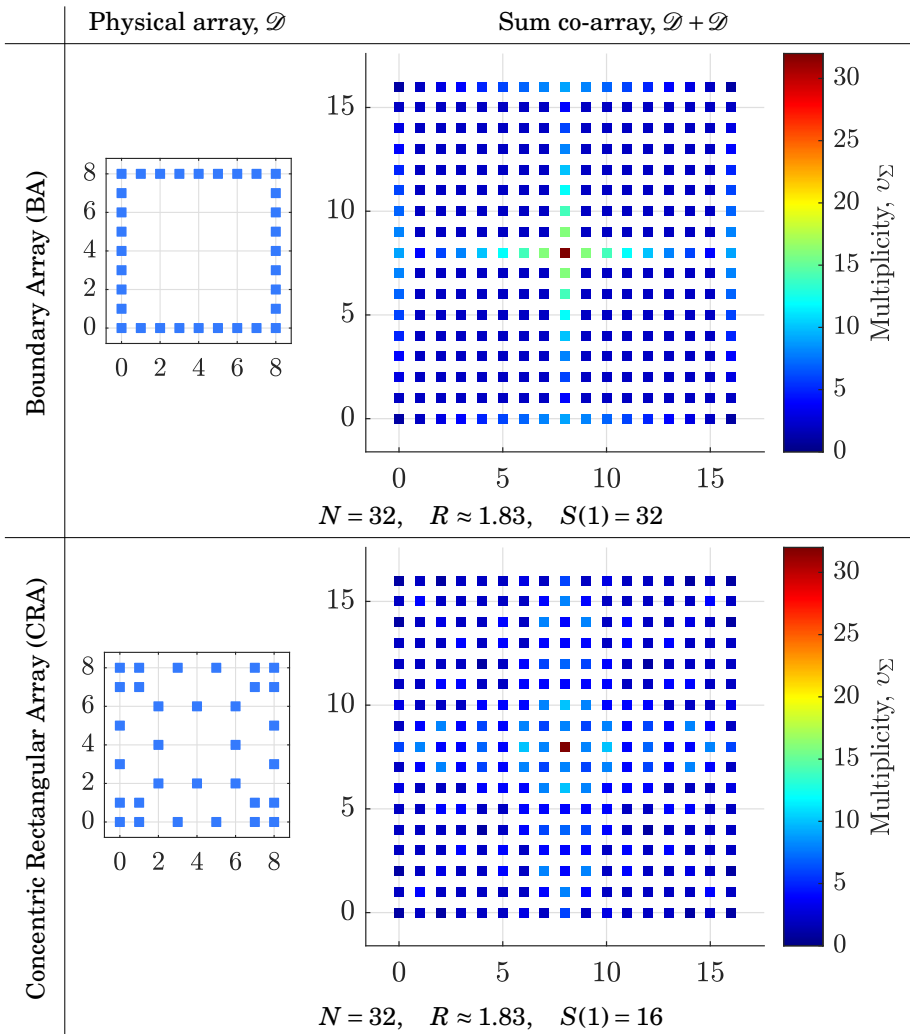 Physical array, 𝒟
Sum co-array, 𝒟 + 𝒟
Boundary Array (BA)
8
6
4
2
0
0 2 4 6 8
15
10
5
0
0 5 10 15
30
25
20
15
10
5
0
Multiplicity, υ_Σ
N = 32, R ≈ 1.83, S(1) = 32
Concentric Rectangular Array (CRA)
8
6
4
2
0
0 2 4 6 8
15
10
5
0
0 5 10 15
30
25
20
15
10
5
0
Multiplicity, υ_Σ
N = 32, R ≈ 1.83, S(1) = 16